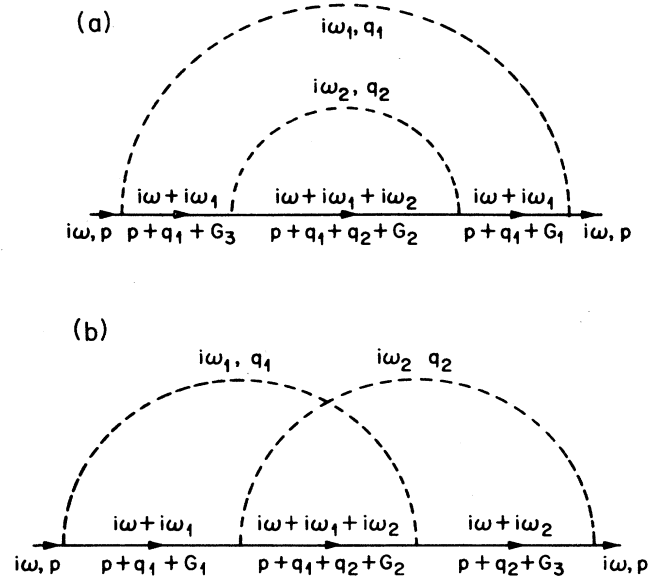 (a)
iω₁, q₁
iω₂, q₂
iω + iω₁ iω + iω₁ + iω₂ iω + iω₁
iω, p p + q₁ + G₃ p + q₁ + q₂ + G₂ p + q₁ + G₁ iω, p
(b)
iω₁, q₁ iω₂ q₂
iω + iω₁ iω + iω₁ + iω₂ iω + iω₂
iω, p p + q₁ + G₁ p + q₁ + q₂ + G₂ p + q₂ + G₃ iω, p